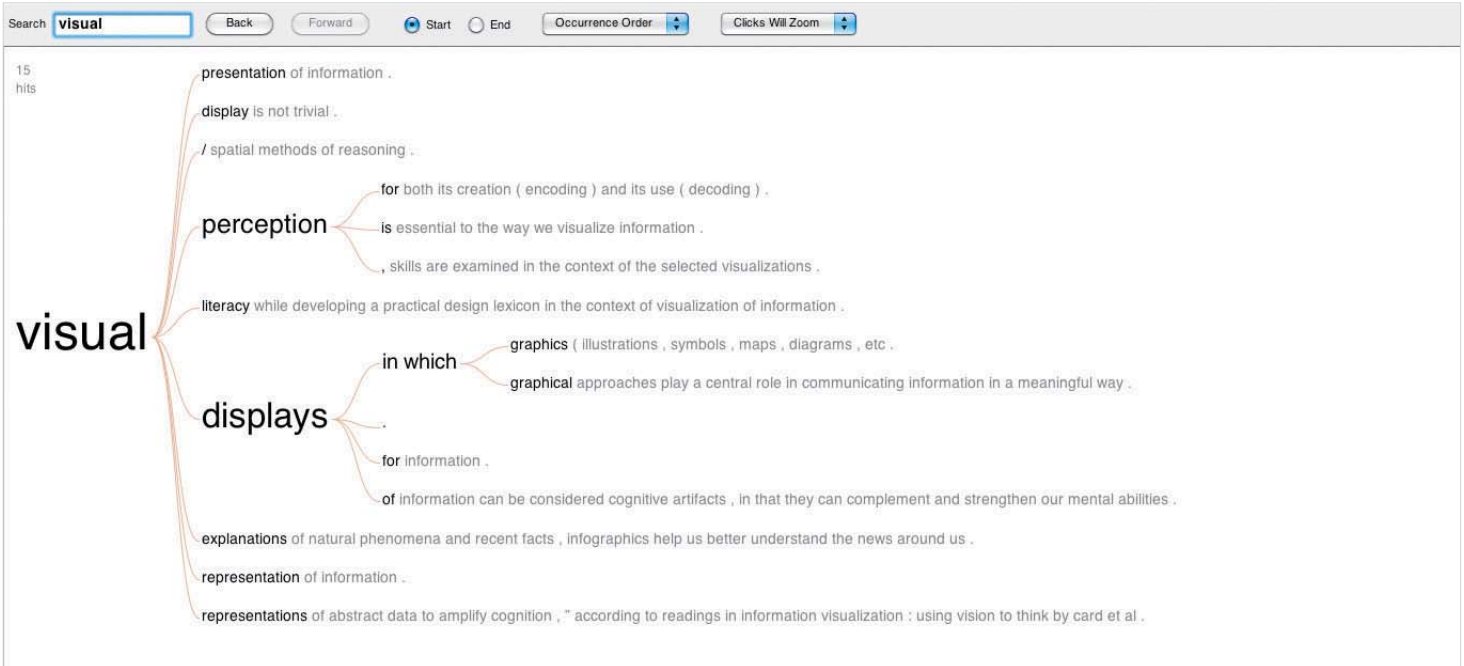 Search visual Back Forward Start End Occurrence Order Clicks Will Zoom
15
hits
presentation of information .
display is not trivial .
/ spatial methods of reasoning .
for both its creation ( encoding ) and its use ( decoding ) .
perception
is essential to the way we visualize information .
, skills are examined in the context of the selected visualizations .
literacy while developing a practical design lexicon in the context of visualization of information .
visual
graphics ( illustrations , symbols , maps , diagrams , etc .
in which
graphical approaches play a central role in communicating information in a meaningful way .
displays
.
for information .
of information can be considered cognitive artifacts , in that they can complement and strengthen our mental abilities .
explanations of natural phenomena and recent facts , infographics help us better understand the news around us .
representation of information .
representations of abstract data to amplify cognition , " according to readings in information visualization : using vision to think by card et al .